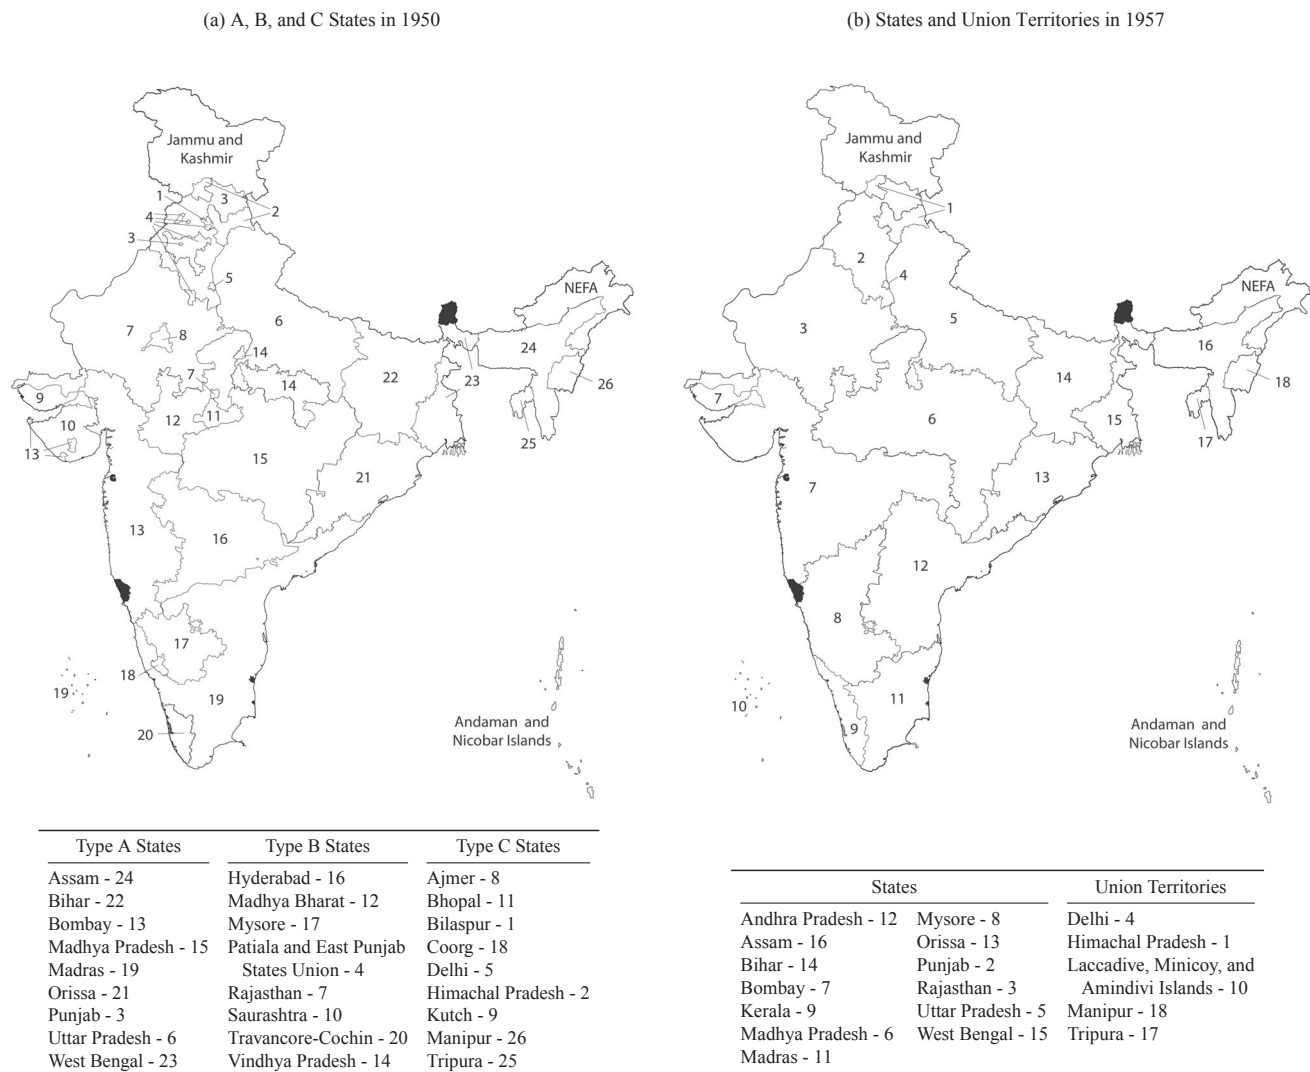 (a) A, B, and C States in 1950
Jammu and
Kashmir
1
3
4
2
3
5
NEFA
6
7
8
24
14
7
22
23
26
9
14
12
11
10
25
13
15
21
13
16
17
18
19
19
20
Andaman and
Nicobar Islands
Type A States Type B States Type C States
Assam - 24 Hyderabad - 16 Ajmer - 8
Bihar - 22 Madhya Bharat - 12 Bhopal - 11
Bombay - 13 Mysore - 17 Bilaspur - 1
Madhya Pradesh - 15 Patiala and East Punjab Coorg - 18
Madras - 19 States Union - 4 Delhi - 5
Orissa - 21 Rajasthan - 7 Himachal Pradesh - 2
Punjab - 3 Saurashtra - 10 Kutch - 9
Uttar Pradesh - 6 Travancore-Cochin - 20 Manipur - 26
West Bengal - 23 Vindhya Pradesh - 14 Tripura - 25
(b) States and Union Territories in 1957
Jammu and
Kashmir
1
2
4
NEFA
3
5
16
14
18
7
6
15
17
13
7
12
8
11
10
9
Andaman and
Nicobar Islands
States Union Territories
Andhra Pradesh - 12 Mysore - 8 Delhi - 4
Assam - 16 Orissa - 13 Himachal Pradesh - 1
Bihar - 14 Punjab - 2 Laccadive, Minicoy, and
Bombay - 7 Rajasthan - 3 Amindivi Islands - 10
Kerala - 9 Uttar Pradesh - 5 Manipur - 18
Madhya Pradesh - 6 West Bengal - 15 Tripura - 17
Madras - 11